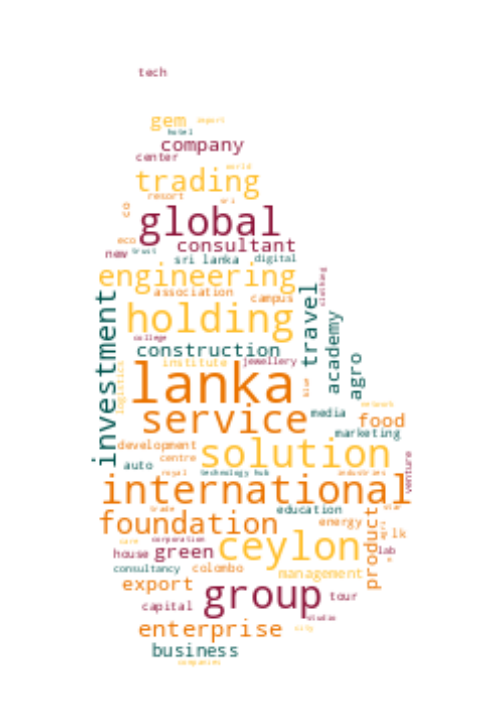 tech
gem import
hotel
company
center
world
trading
resort
sri
co
global
eco
consultant
new trust
sri lanka digital
engineering
clothing
association
campus
investment
holding
travel
college
academy
construction
agro
institute jewellery
lanka
logistics
blue
network
service
media
food
marketing
development
solution
centre
auto
royal technology hub industries
venture
international
trade
star
education
foundation
energy
product
agri
lk
care corporation
ceylon
house green
lab
consultancy colombo
management
export
group
tour
capital
studio
enterprise
city
business
companies